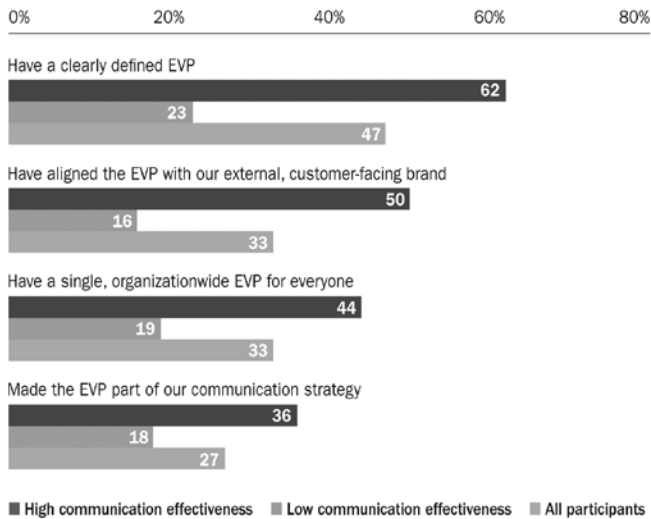 0% 20% 40% 60% 80%
Have a clearly defined EVP
62
23
47
Have aligned the EVP with our external, customer-facing brand
50
16
33
Have a single, organizationwide EVP for everyone
44
19
33
Made the EVP part of our communication strategy
36
18
27
High communication effectiveness Low communication effectiveness All participants